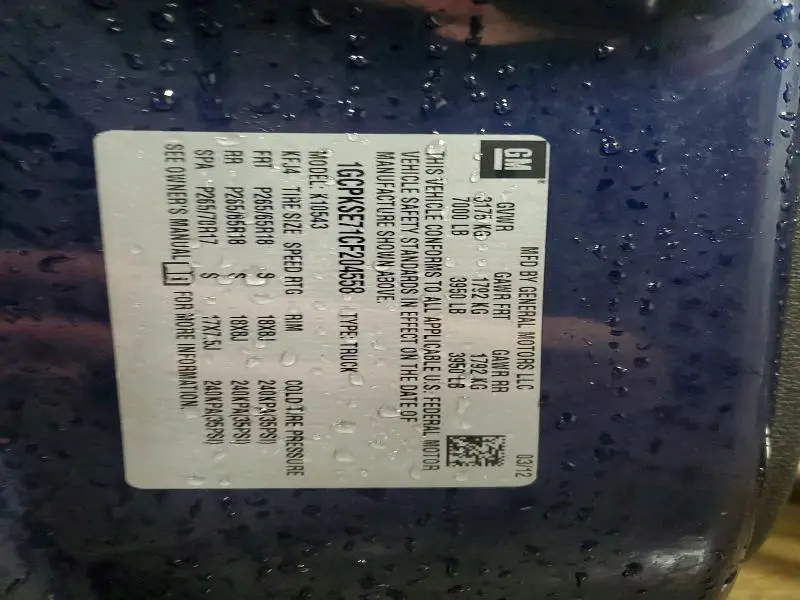 GM
MFD BY GENERAL MOTORS LLC 03/12
GVWR GAWR FRT GAWR RR
3175 KG 1792 KG 1792 KG
7000 LB 3950 LB 3950 LB
THIS VEHICLE CONFORMS TO ALL APPLICABLE U.S. FEDERAL MOTOR
VEHICLE SAFETY STANDARDS IN EFFECT ON THE DATE OF
MANUFACTURE SHOWN ABOVE.
1GCPKSE71CF204558 TYPE: TRUCK
MODEL: K11543
KFJ4 TIRE SIZE SPEED RTG RIM COLD TIRE PRESSURE
FRT P265/65R18 S 18X8J 240KPA(35PSI)
RR P265/65R18 S 18X8J 240KPA(35PSI)
SPA P265/70R17 S 17X7.5J 240KPA(35PSI)
SEE OWNER'S MANUAL FOR MORE INFORMATION.